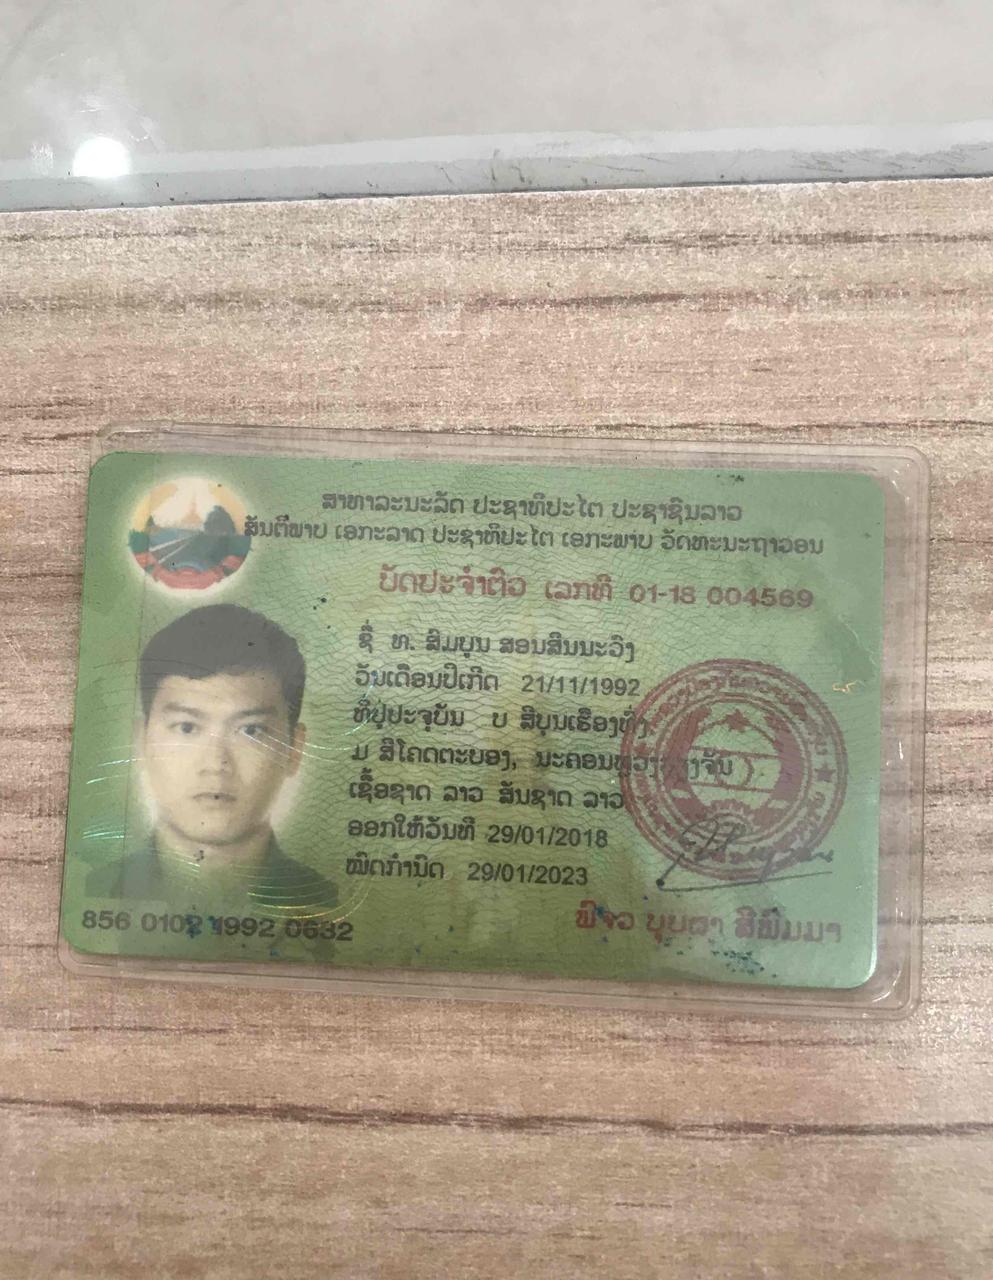 ສາທາລະນະລັດ ປະຊາທິປະໄຕ ປະຊາຊົນລາວ
ສັນຕິພາບ ເອກະລາດ ປະຊາທິປະໄຕ ເອກະພາບ ວັດທະນະຖາວອນ
ບັດປະຈຳຕົວ ເລກທີ 01-18 004569
ຊື່ ທ. ສົມບູນ ສອນສິນນະວົງ
ວັນເດືອນປີເກີດ 21/11/1992
ທີ່ຢູ່ປະຈຸບັນ ບ ສີບຸນເຮືອງທົ່ງ
ມ ສີໂຄດຕະບອງ, ນະຄອນຫຼວງວຽງຈັນ
ເຊື້ອຊາດ ລາວ ສັນຊາດ ລາວ
ອອກໃຫ້ວັນທີ 29/01/2018
ໝົດກຳນົດ 29/01/2023
856 0102 1992 0632
ພົຈວ ບຸບຜາ ສີພິມມາ